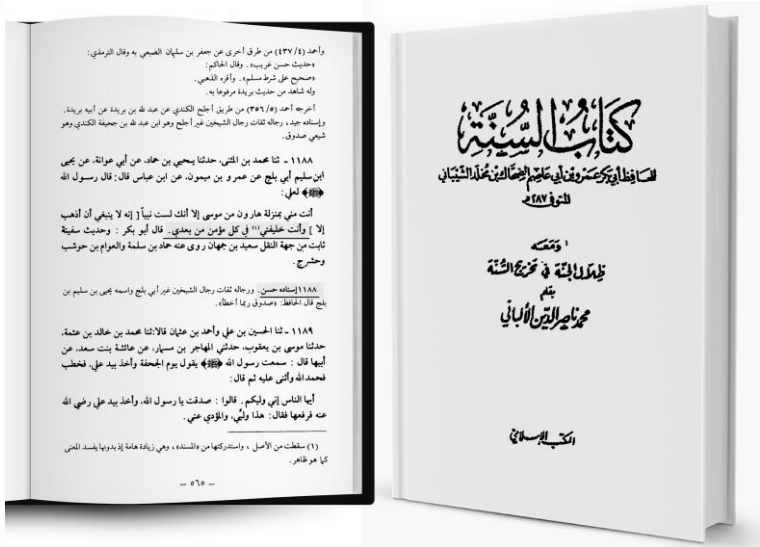 وأحمد (٤/ ٤٣٧) من طرق أخرى عن جعفر بن سليمان الضبعي به وقال الترمذي:
«حديث حسن غريب». وقال الحاكم:
«صحيح على شرط مسلم». وأقره الذهبي.
وله شاهد من حديث بريدة مرفوعا به.
أخرجه أحمد (٥/ ٣٥٦) من طريق أجلح الكندي عن عبد الله بن بريدة عن أبيه بريدة.
وإسناده جيد، رجاله ثقات رجال الشيخين غير أجلح وهو ابن عبد الله بن جحيفة الكندي وهو
شيعي صدوق.
١١٨٨ - ثنا محمد بن المثنى، حدثنا يحيى بن حماد، عن أبي عوانة، عن يحيى
ابن سليم أبي بلج عن عمرو بن ميمون، عن ابن عباس قال: قال رسول الله
ﷺ لعلي:
أنت مني بمنزلة هارون من موسى إلا أنك لست نبياً [ إنه لا ينبغي أن أذهب
إلا ] وأنت خليفتي (١) في كل مؤمن من بعدي. قال أبو بكر : وحديث سفينة
ثابت من جهة النقل سعيد بن جمهان روى عنه حماد بن سلمة والعوام بن حوشب
وحشرج.
١١٨٨ إسناده حسن. ورجاله ثقات رجال الشيخين غير أبي بلج واسمه يحيى بن سليم بن
بلج قال الحافظ: «صدوق ربما أخطأ».
١١٨٩ - ثنا الحسين بن علي وأحمد بن عثمان قالا: ثنا محمد بن خالد بن عثمة،
حدثنا موسى بن يعقوب، حدثني المهاجر بن مسمار، عن عائشة بنت سعد، عن
أبيها قال : سمعت رسول الله ﷺ يقول يوم الجحفة وأخذ بيد علي، فخطب
فحمد الله وأثنى عليه ثم قال:
أيها الناس إني وليكم. قالوا : صدقت يا رسول الله، وأخذ بيد علي رضي الله
عنه فرفعها فقال: هذا وليّي، والمؤدي عني.
(١) سقطت من الأصل ، واستدركتها من «المسند»، وهي زيادة هامة إذ بدونها يفسد المعنى
كما هو ظاهر.
- ٥٦٥ -
كتاب السنة
للحافظ أبي بكر عمرو بن أبي عاصم الضحاك بن مخلد الشيباني
المتوفى ٢٨٧ هـ
ومعه
ظلال الجنة في تخريج السنة
بقلم
محمد ناصر الدين الألباني
المكتب الإسلامي